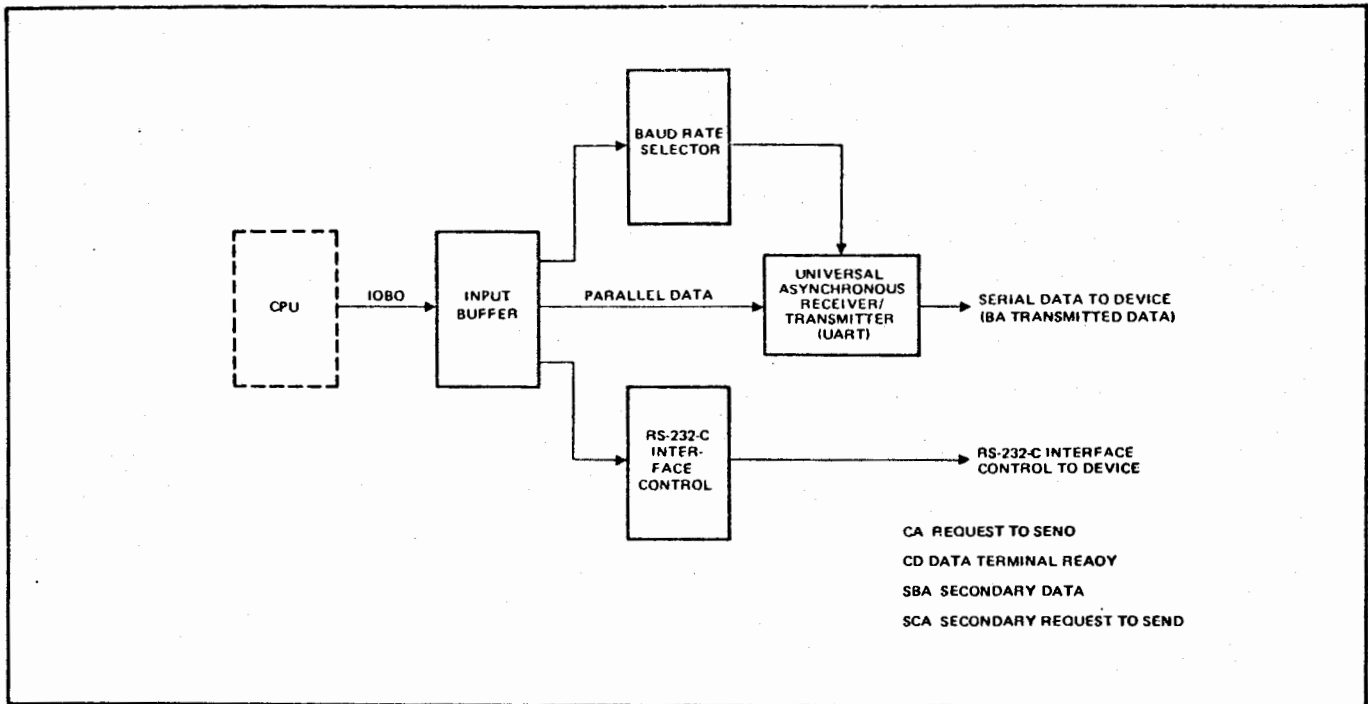 BAUD RATE
SELECTOR
CPU
IOBO
INPUT
BUFFER
PARALLEL DATA
UNIVERSAL
ASYNCHRONOUS
RECEIVER/
TRANSMITTER
(UART)
SERIAL DATA TO DEVICE
(BA TRANSMITTED DATA)
RS-232-C
INTER-
FACE
CONTROL
RS-232-C INTERFACE
CONTROL TO DEVICE
CA REQUEST TO SEND
CD DATA TERMINAL READY
SBA SECONDARY DATA
SCA SECONDARY REQUEST TO SEND